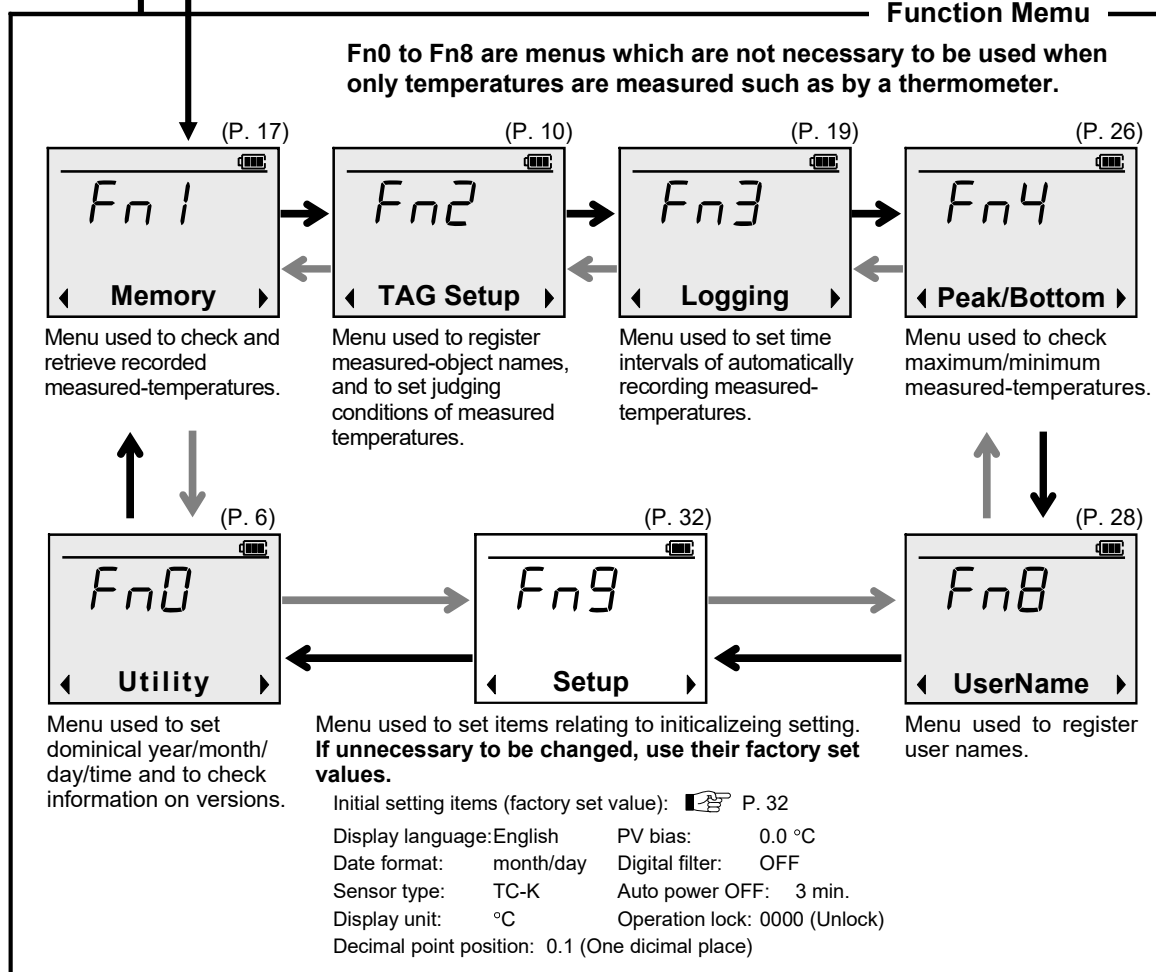 Function Memu
Fn0 to Fn8 are menus which are not necessary to be used when
only temperatures are measured such as by a thermometer.
(P. 17)
Fn1
Memory
Menu used to check and
retrieve recorded
measured-temperatures.
(P. 10)
Fn2
TAG Setup
Menu used to register
measured-object names,
and to set judging
conditions of measured
temperatures.
(P. 19)
Fn3
Logging
Menu used to set time
intervals of automatically
recording measured-
temperatures.
(P. 26)
Fn4
Peak/Bottom
Menu used to check
maximum/minimum
measured-temperatures.
(P. 6)
Fn0
Utility
Menu used to set
dominical year/month/
day/time and to check
information on versions.
(P. 32)
Fn9
Setup
Menu used to set items relating to initicalizeing setting.
If unnecessary to be changed, use their factory set
values.
Initial setting items (factory set value): P. 32
Display language:English PV bias: 0.0 °C
Date format: month/day Digital filter: OFF
Sensor type: TC-K Auto power OFF: 3 min.
Display unit: °C Operation lock: 0000 (Unlock)
Decimal point position: 0.1 (One dicimal place)
(P. 28)
Fn8
UserName
Menu used to register
user names.